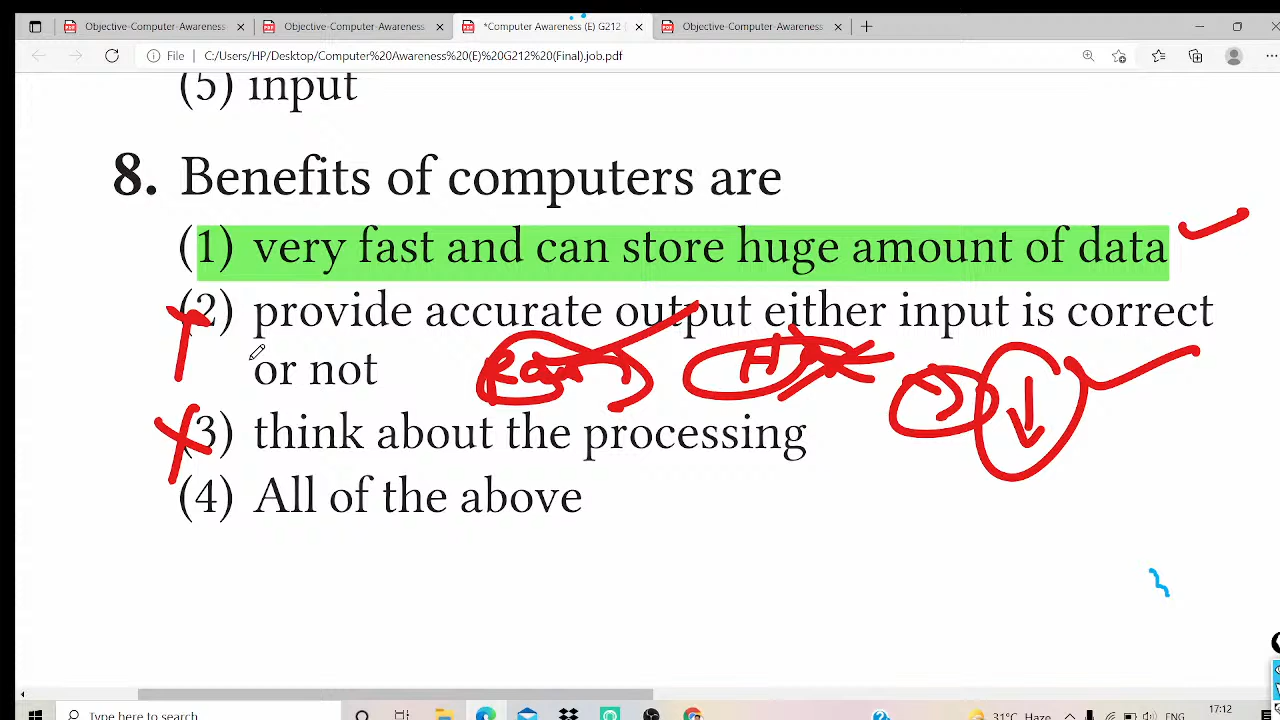 Objective-Computer-Awareness
Objective-Computer-Awareness
*Computer Awareness (E) G212
Objective-Computer-Awareness
File C:/Users/HP/Desktop/Computer%20Awareness%20(E)%20G212%20(Final).job.pdf
(5) input
8. Benefits of computers are
(1) very fast and can store huge amount of data
(2) provide accurate output either input is correct
or not
(3) think about the processing
(4) All of the above
Type here to search
31°C Haze
ENG
17:12